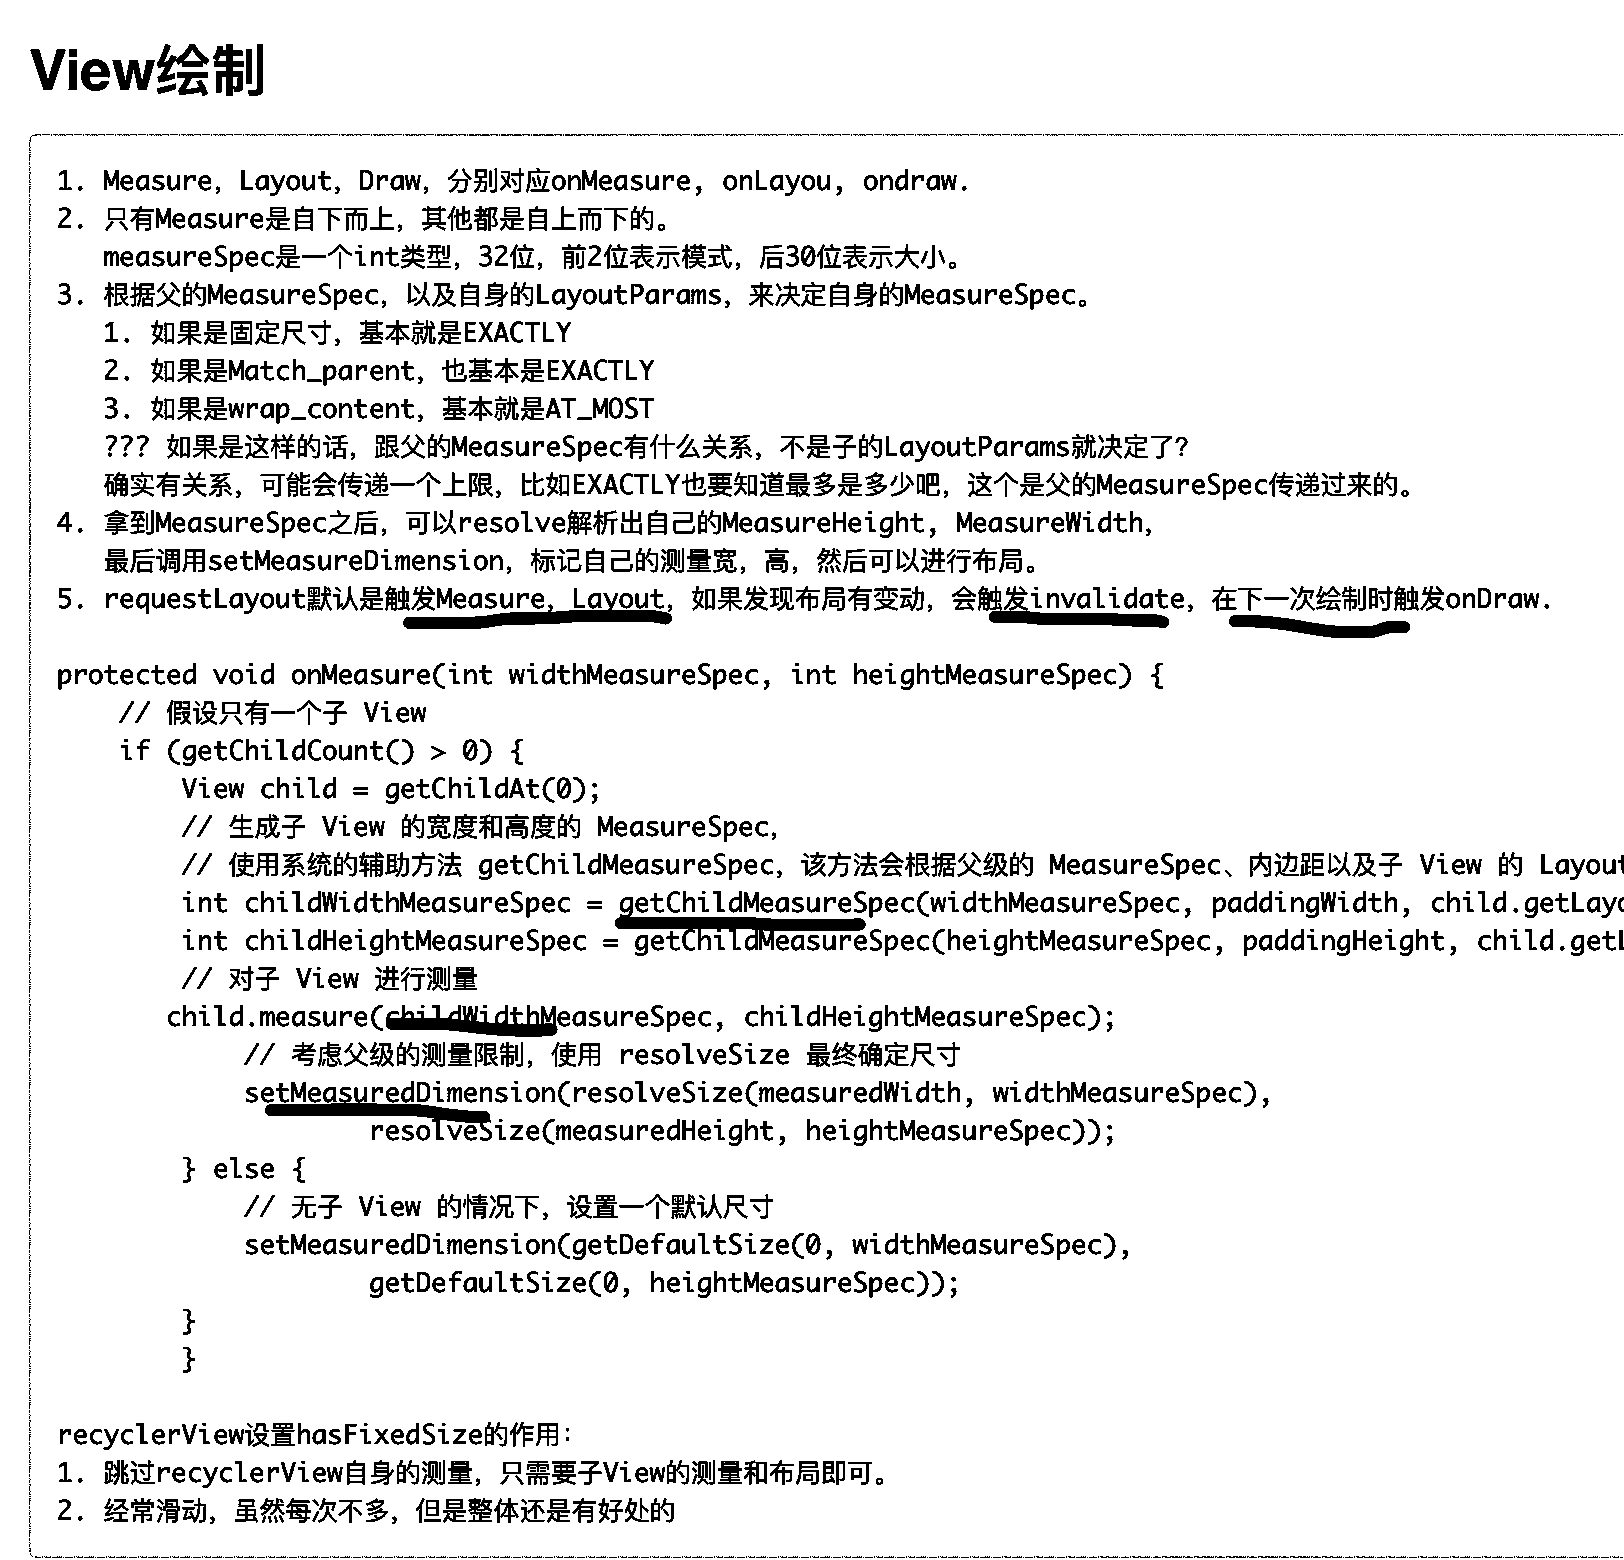 View绘制
1. Measure, Layout, Draw, 分别对应onMeasure, onLayou, ondraw.
2. 只有Measure是自下而上，其他都是自上而下的。
measureSpec是一个int类型，32位，前2位表示模式，后30位表示大小。
3. 根据父的MeasureSpec，以及自身的LayoutParams，来决定自身的MeasureSpec。
1. 如果是固定尺寸，基本就是EXACTLY
2. 如果是Match_parent，也基本是EXACTLY
3. 如果是wrap_content，基本就是AT_MOST
??? 如果是这样的话，跟父的MeasureSpec有什么关系，不是子的LayoutParams就决定了?
确实有关系，可能会传递一个上限，比如EXACTLY也要知道最多是多少吧，这个是父的MeasureSpec传递过来的。
4. 拿到MeasureSpec之后，可以resolve解析出自己的MeasureHeight, MeasureWidth,
最后调用setMeasureDimension，标记自己的测量宽，高，然后可以进行布局。
5. requestLayout默认是触发Measure, Layout, 如果发现布局有变动，会触发invalidate，在下一次绘制时触发onDraw.
protected void onMeasure(int widthMeasureSpec, int heightMeasureSpec) {
// 假设只有一个子 View
if (getChildCount() > 0) {
View child = getChildAt(0);
// 生成子 View 的宽度和高度的 MeasureSpec,
// 使用系统的辅助方法 getChildMeasureSpec，该方法会根据父级的 MeasureSpec、内边距以及子 View 的 Layout
int childWidthMeasureSpec = getChildMeasureSpec(widthMeasureSpec, paddingWidth, child.getLayo
int childHeightMeasureSpec = getChildMeasureSpec(heightMeasureSpec, paddingHeight, child.getL
// 对子 View 进行测量
child.measure(childWidthMeasureSpec, childHeightMeasureSpec);
// 考虑父级的测量限制，使用 resolveSize 最终确定尺寸
setMeasuredDimension(resolveSize(measuredWidth, widthMeasureSpec),
resolveSize(measuredHeight, heightMeasureSpec));
} else {
// 无子 View 的情况下，设置一个默认尺寸
setMeasuredDimension(getDefaultSize(0, widthMeasureSpec),
getDefaultSize(0, heightMeasureSpec));
}
}
recyclerView设置hasFixedSize的作用：
1. 跳过recyclerView自身的测量，只需要子View的测量和布局即可。
2. 经常滑动，虽然每次不多，但是整体还是有好处的